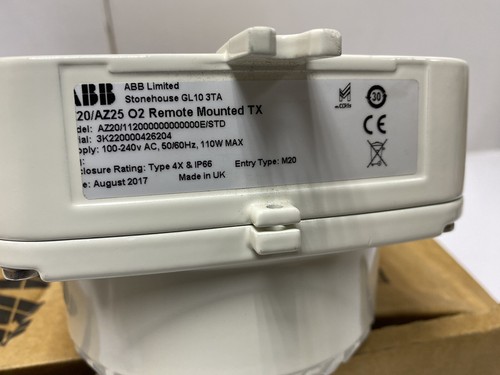 ABB
ABB Limited
Stonehouse GL10 3TA
20/AZ25 O2 Remote Mounted TX
del: AZ20/112000000000000E/STD
rial: 3K220000426204
pply: 100-240v AC, 50/60Hz, 110W MAX
closure Rating: Type 4X & IP66 Entry Type: M20
e: August 2017 Made in UK
30
CE